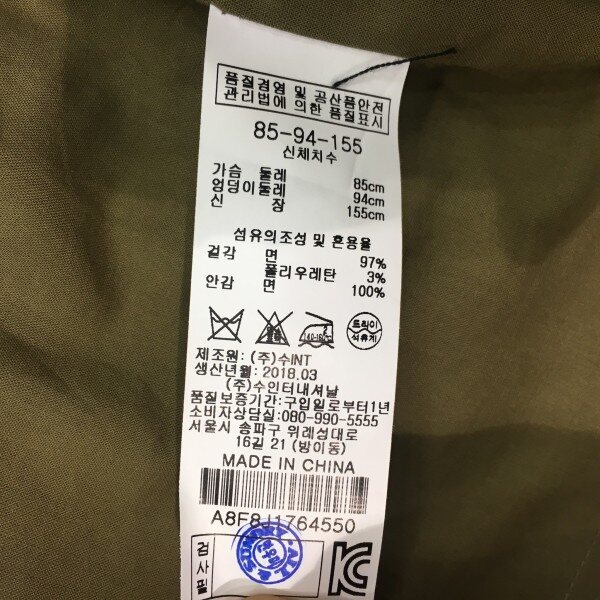 품질경영 및 공산품안전
관리법에 의한 품질표시
85-94-155
신체치수
가슴 둘레 85cm
엉덩이둘레 94cm
신 장 155cm
섬유의조성 및 혼용율
겉감 면 97%
폴리우레탄 3%
안감 면 100%
드라이
석유계
제조원: (주)수INT
생산년월: 2018.03
(주)수인터내셔날
품질보증기간:구입일로부터1년
소비자상담실:080-990-5555
서울시 송파구 위례성대로
16길 21 (방이동)
MADE IN CHINA
A8F8J1764550
검
사
필